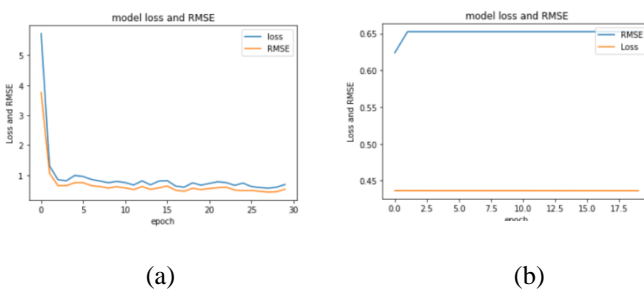 model loss and RMSE
loss
RMSE
Loss and RMSE
5
4
3
2
1
0
5
10
15
20
25
30
epoch
(a)
model loss and RMSE
RMSE
Loss
Loss and RMSE
0.65
0.60
0.55
0.50
0.45
0.0
2.5
5.0
7.5
10.0
12.5
15.0
17.5
epoch
(b)